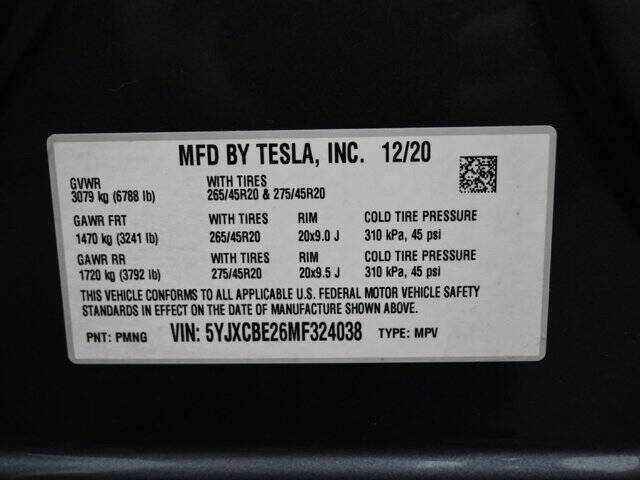 MFD BY TESLA, INC. 12/20
GVWR WITH TIRES
3079 kg (6788 lb) 265/45R20 & 275/45R20
GAWR FRT WITH TIRES RIM COLD TIRE PRESSURE
1470 kg (3241 lb) 265/45R20 20x9.0 J 310 kPa, 45 psi
GAWR RR WITH TIRES RIM COLD TIRE PRESSURE
1720 kg (3792 lb) 275/45R20 20x9.5 J 310 kPa, 45 psi
THIS VEHICLE CONFORMS TO ALL APPLICABLE U.S. FEDERAL MOTOR VEHICLE SAFETY
STANDARDS IN EFFECT ON THE DATE OF MANUFACTURE SHOWN ABOVE.
PNT: PMNG VIN: 5YJXCBE26MF324038 TYPE: MPV